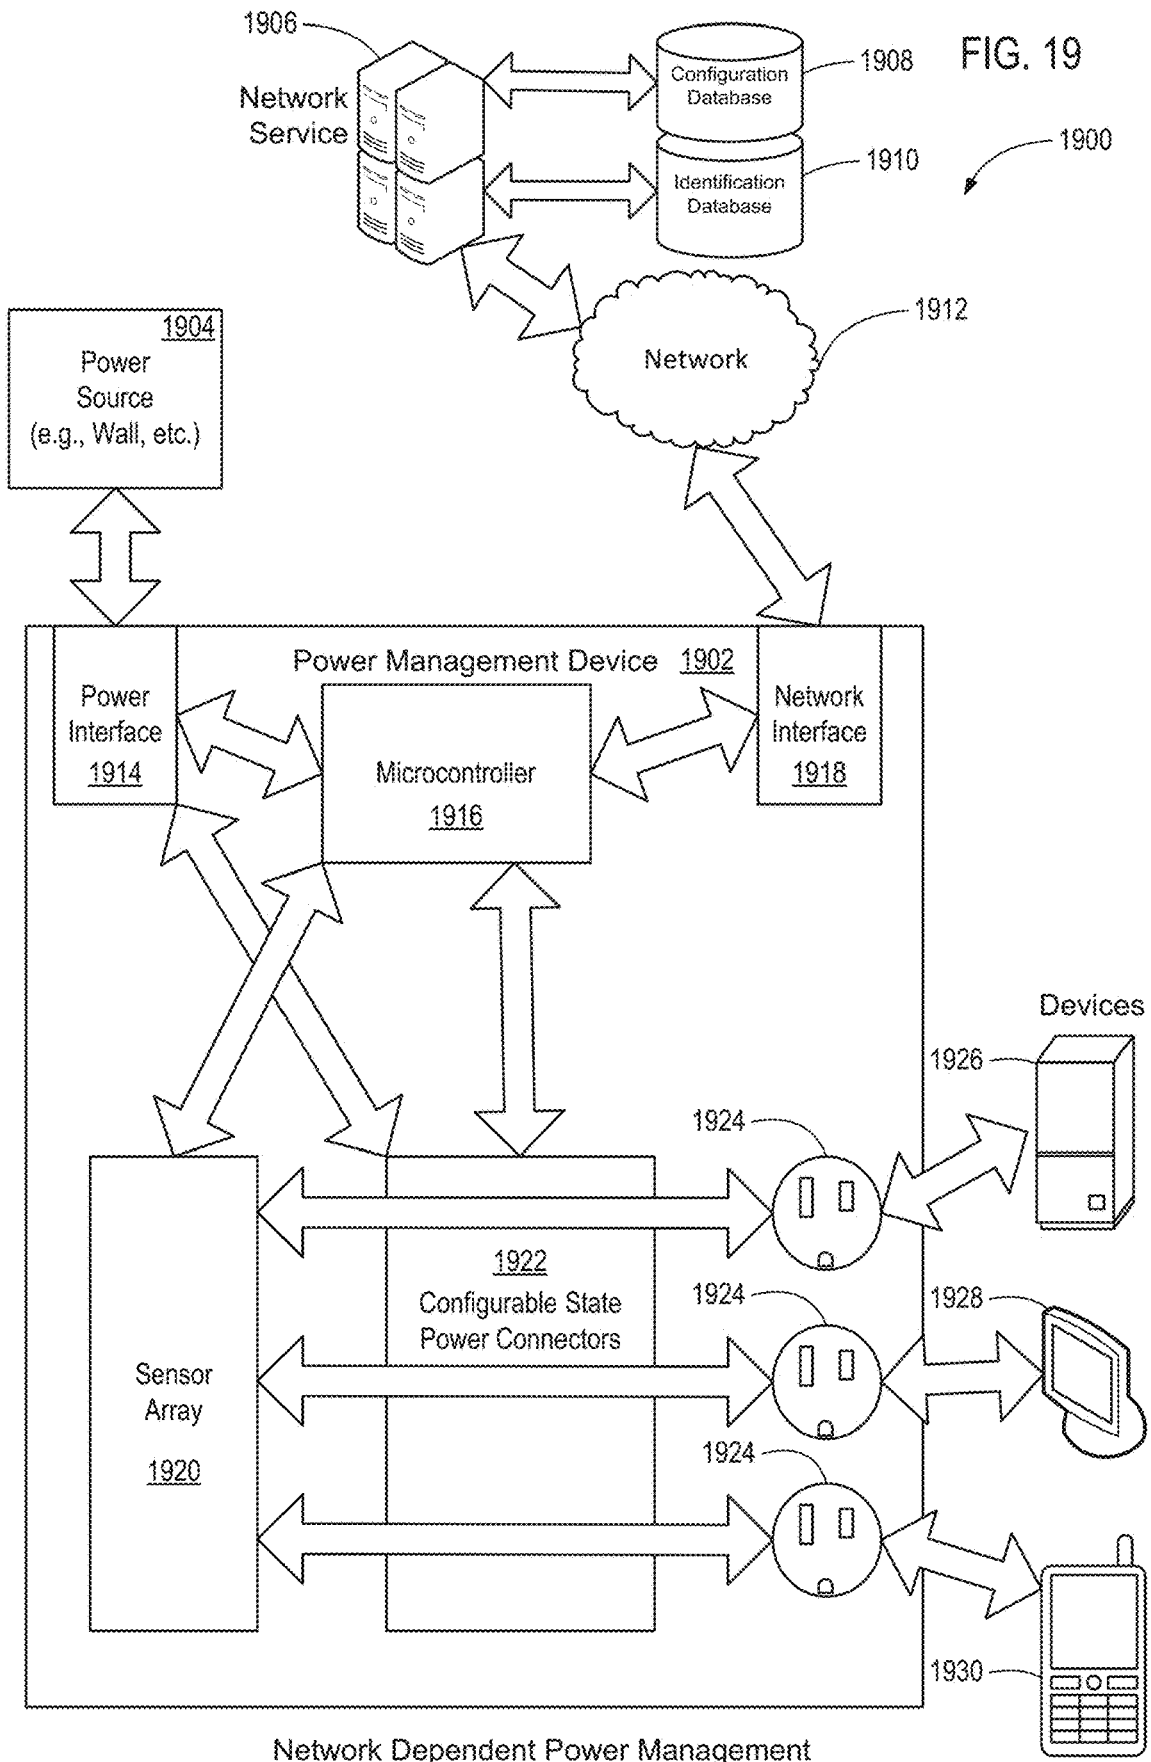 1906
FIG. 19
Network
Service
Configuration
Database
1908
1900
Identification
Database
1910
1904
Power
Source
(e.g., Wall, etc.)
Network
1912
Power Management Device 1902
Power
Interface
1914
Microcontroller
1916
Network
Interface
1918
Devices
1926
1924
1922
Configurable State
Power Connectors
1924
1928
Sensor
Array
1920
1924
1930
Network Dependent Power Management